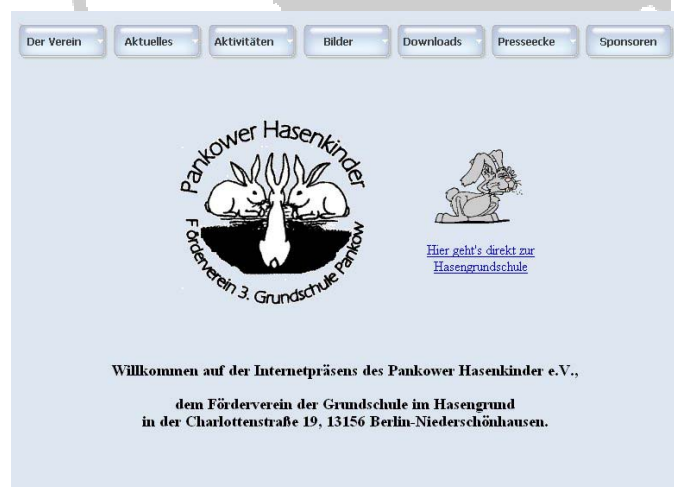 Der Verein
Aktuelles
Aktivitäten
Bilder
Downloads
Presseecke
Sponsoren
Pankower Hasenkinder
Förderverein 3. Grundschule Pankow
Hier geht's direkt zur
Hasengrundschule
Willkommen auf der Internetpräsens des Pankower Hasenkinder e.V.,
dem Förderverein der Grundschule im Hasengrund
in der Charlottenstraße 19, 13156 Berlin-Niederschönhausen.